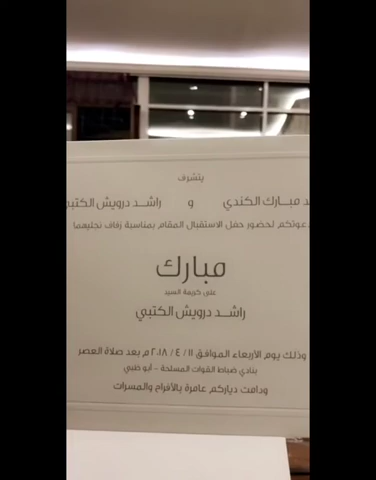 يتشرف
مبارك الكندي و راشد درويش الكتبي
لحضور حفل الاستقبال المقام بمناسبة زفاف نجليهما
مبارك
على كريمة السيد
راشد درويش الكتبي
وذلك يوم الأربعاء الموافق ١١ / ٤ / ٢٠١٨ م بعد صلاة العصر
بنادي ضباط القوات المسلحة - أبو ظبي
ودامت دياركم عامرة بالأفراح والمسرات